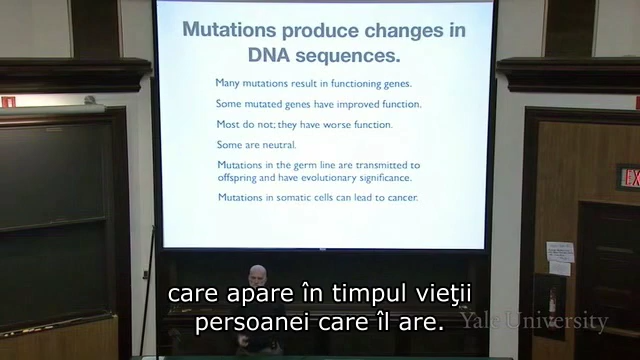 Mutations produce changes in
DNA sequences.
Many mutations result in functioning genes.
Some mutated genes have improved function.
Most do not; they have worse function.
Some are neutral.
Mutations in the germ line are transmitted to
offspring and have evolutionary significance.
Mutations in somatic cells can lead to cancer.
EX
care apare în timpul vieţii
persoanei care îl are.
Yale University